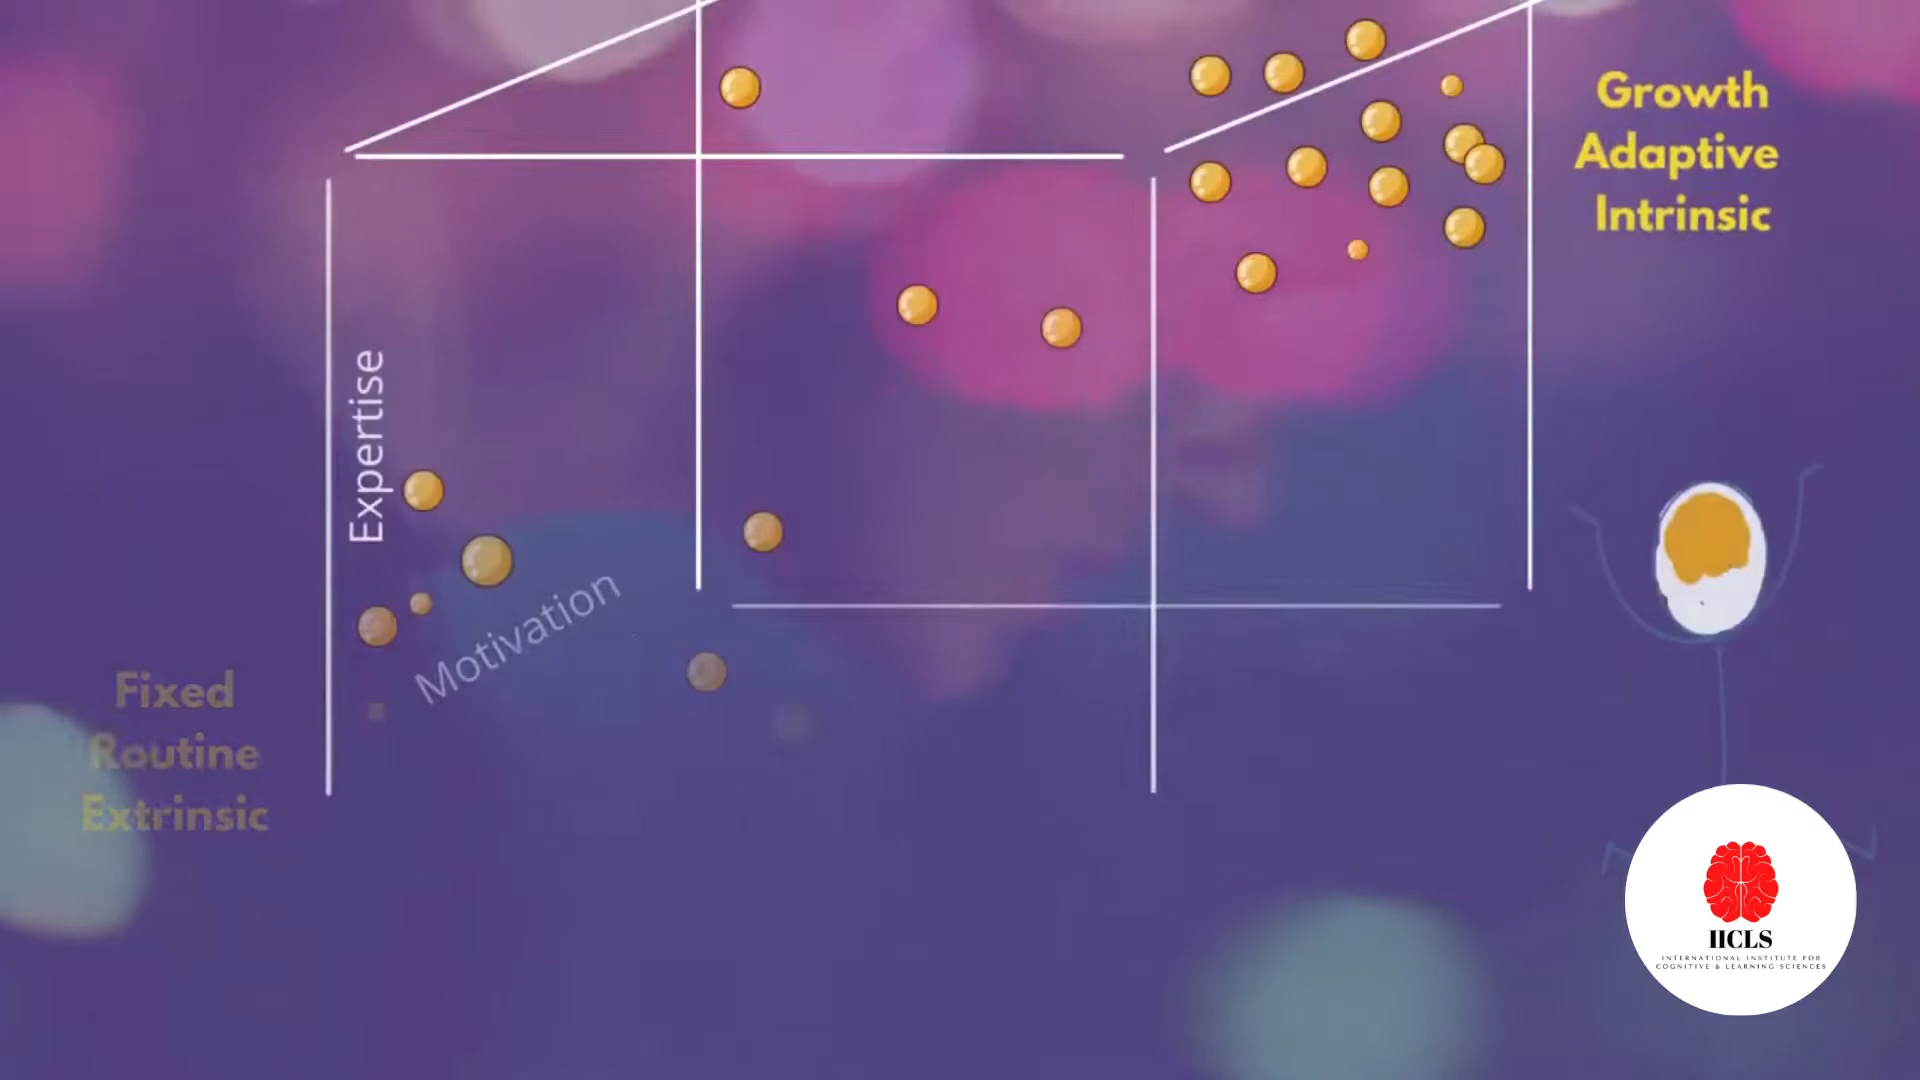 Growth
Adaptive
Intrinsic
Expertise
Motivation
Fixed
Routine
Extrinsic
IICLS
INTERNATIONAL INSTITUTE FOR
COGNITIVE & LEARNING SCIENCES